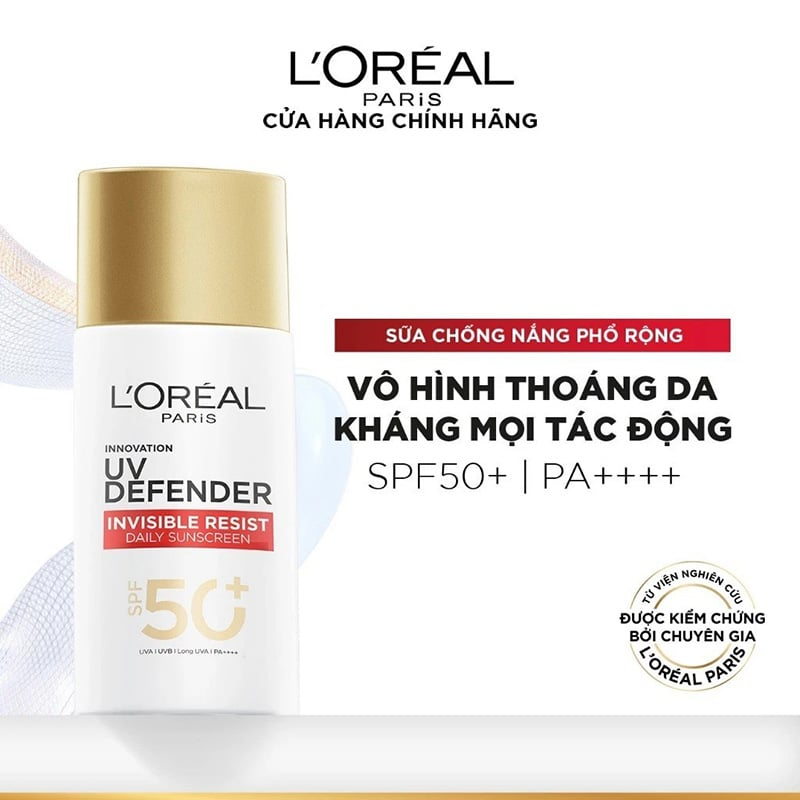 L'ORÉAL
PARiS
CỬA HÀNG CHÍNH HÃNG
L'ORÉAL
PARiS
INNOVATION
UV
DEFENDER
INVISIBLE RESIST
DAILY SUNSCREEN
SPF 50+
UVA I UVB I Long UVA I PA++++
SỮA CHỐNG NẮNG PHỔ RỘNG
VÔ HÌNH THOÁNG DA
KHÁNG MỌI TÁC ĐỘNG
SPF50+ | PA++++
TỪ VIỆN NGHIÊN CỨU
ĐƯỢC KIỂM CHỨNG
BỞI CHUYÊN GIA
L'ORÉAL PARIS